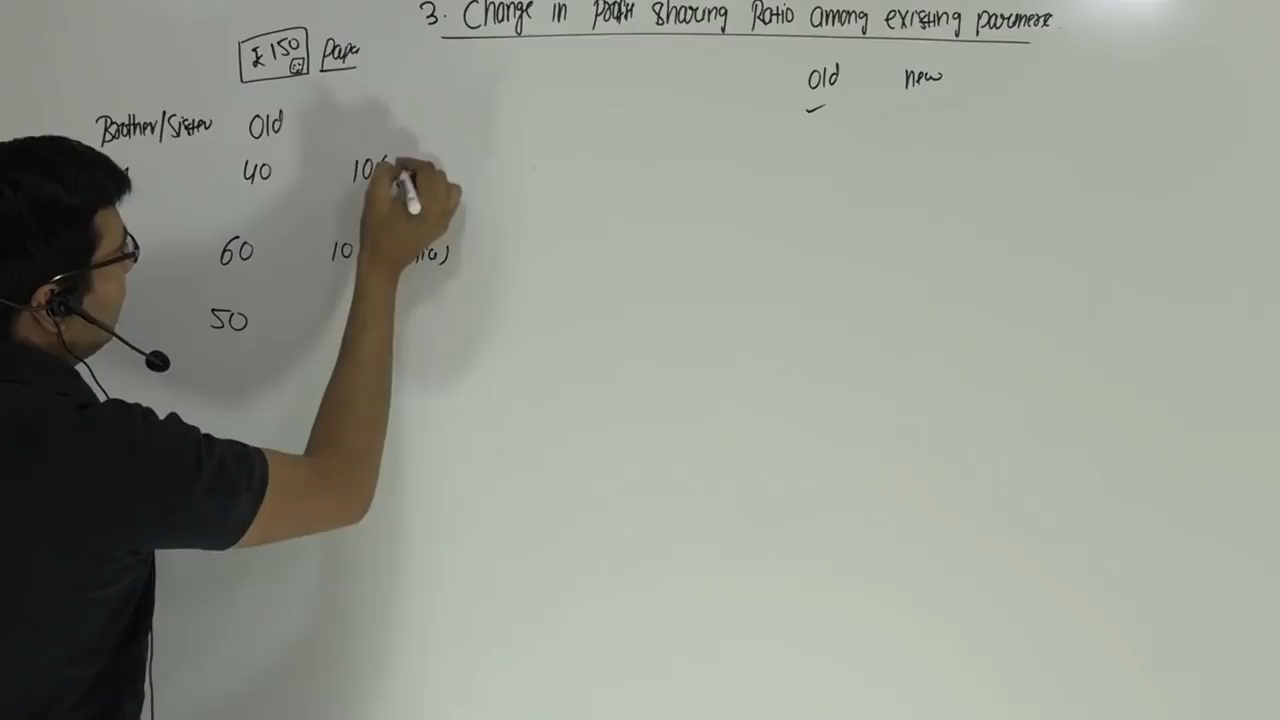 3. Change in Profit Sharing Ratio among existing partners.
£150 Papa
Old new
Brother/Sister Old
40 10
60 10
50